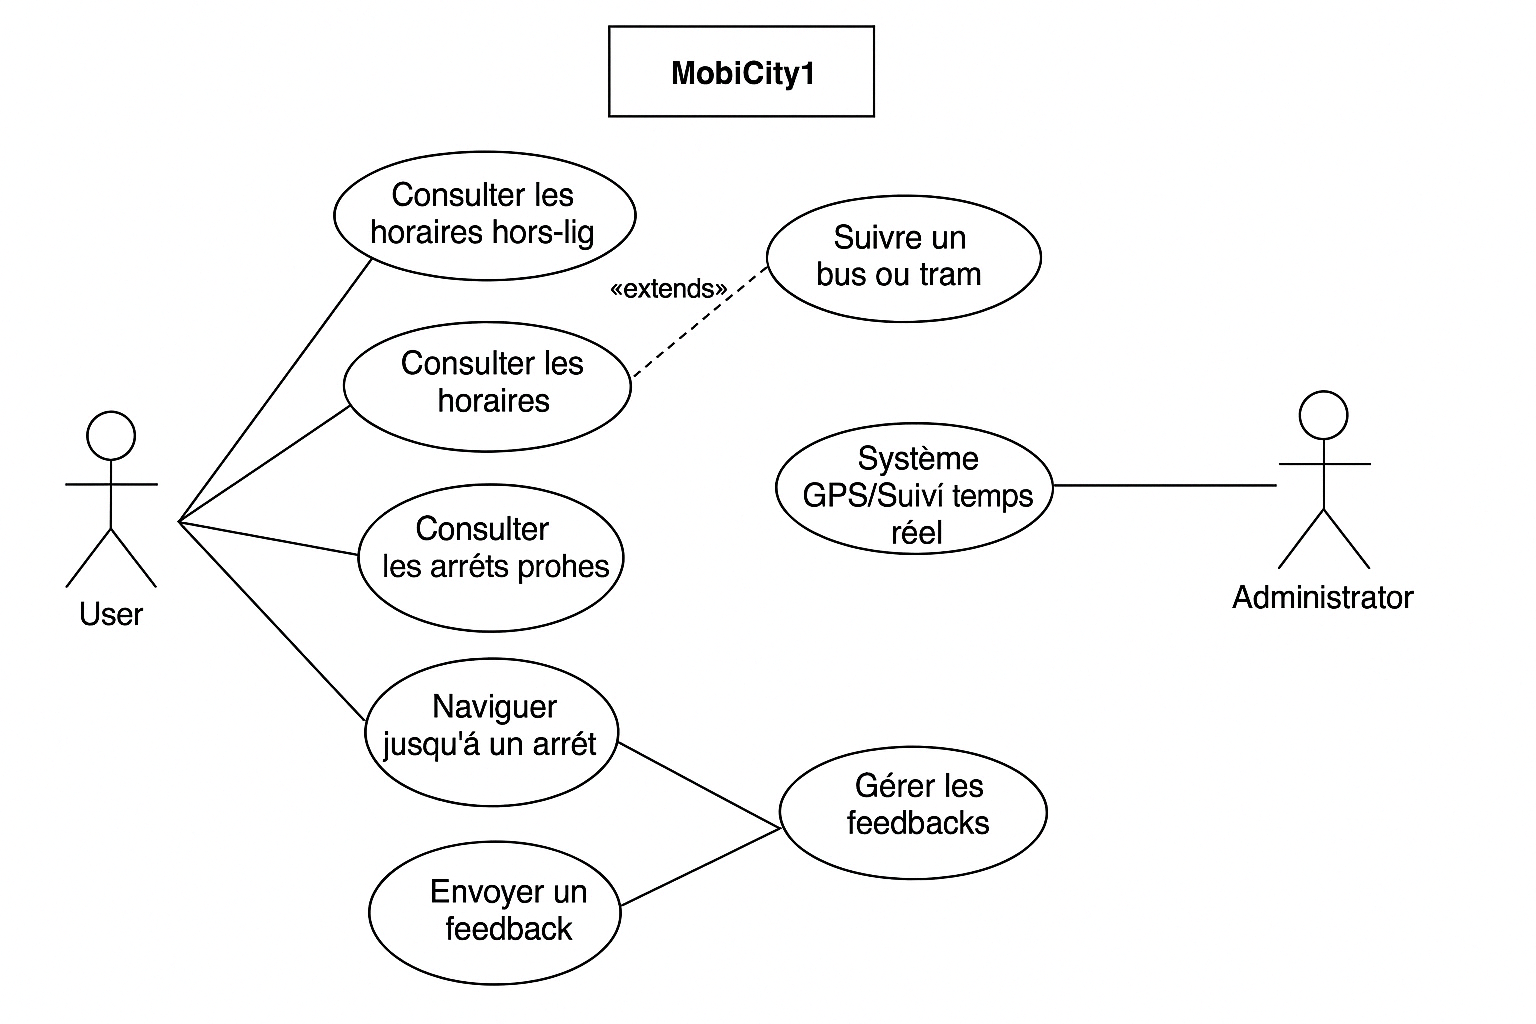 MobiCity1
Consulter les
horaires hors-lig
Suivre un
bus ou tram
«extends»
Consulter les
horaires
Système
GPS/Suiví temps
réel
Consulter
les arréts prohes
User
Administrator
Naviguer
jusqu'á un arrét
Gérer les
feedbacks
Envoyer un
feedback